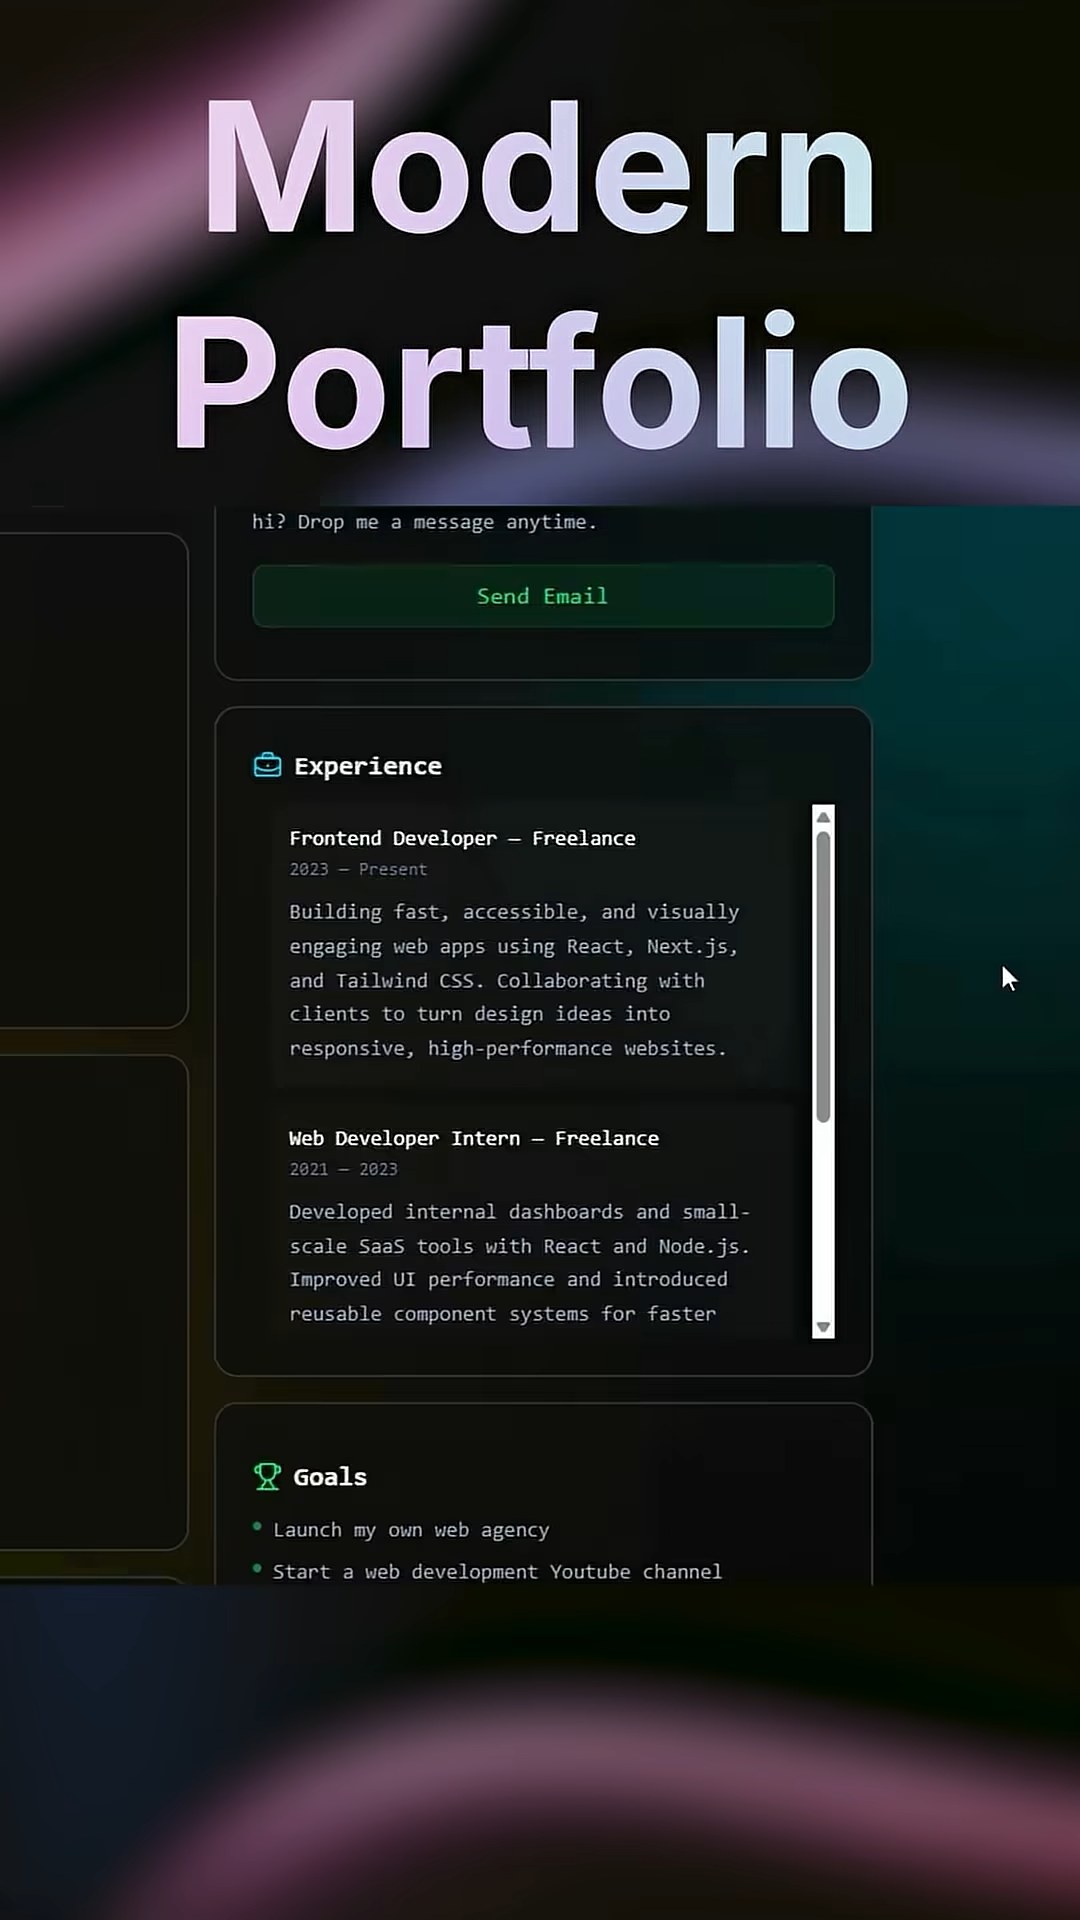 Modern
Portfolio
hi? Drop me a message anytime.
Send Email
Experience
Frontend Developer — Freelance
2023 — Present
Building fast, accessible, and visually
engaging web apps using React, Next.js,
and Tailwind CSS. Collaborating with
clients to turn design ideas into
responsive, high-performance websites.
Web Developer Intern — Freelance
2021 — 2023
Developed internal dashboards and small-
scale SaaS tools with React and Node.js.
Improved UI performance and introduced
reusable component systems for faster
Goals
• Launch my own web agency
• Start a web development Youtube channel